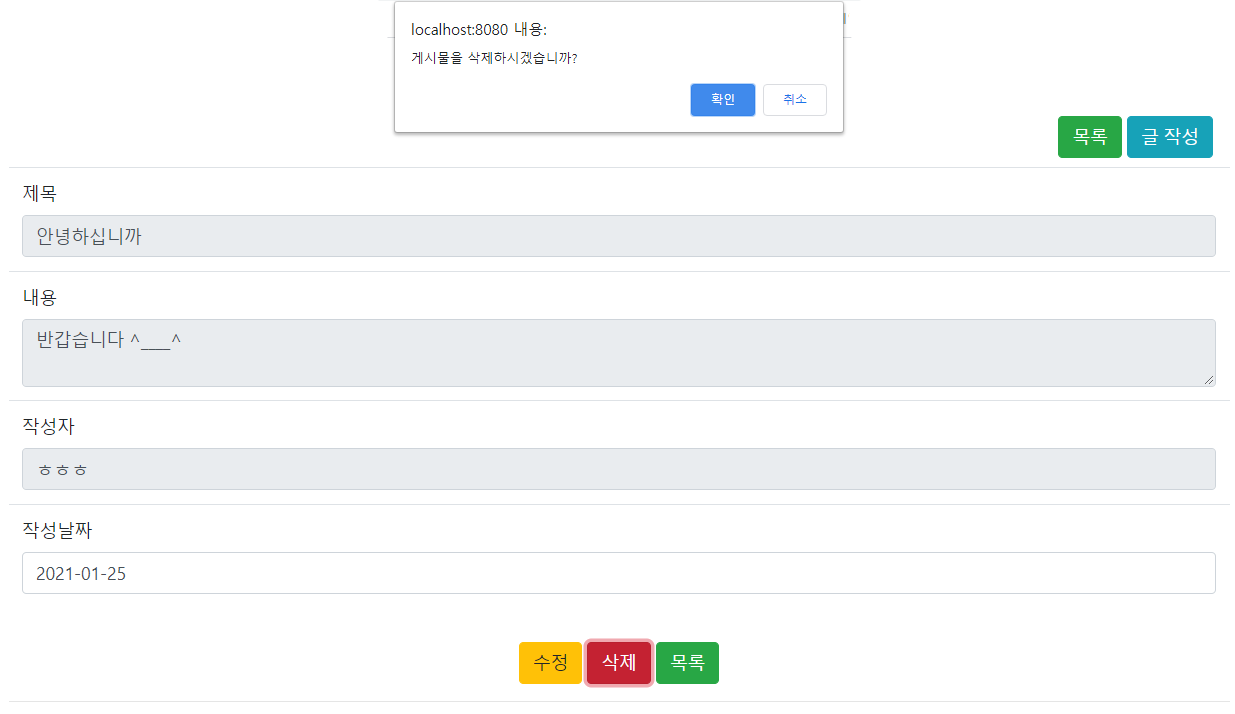 localhost:8080 내용:
게시물을 삭제하시겠습니까?
확인 취소
목록 글 작성
제목
안녕하십니까
내용
반갑습니다 ^___^
작성자
ㅎㅎㅎ
작성날짜
2021-01-25
수정 삭제 목록